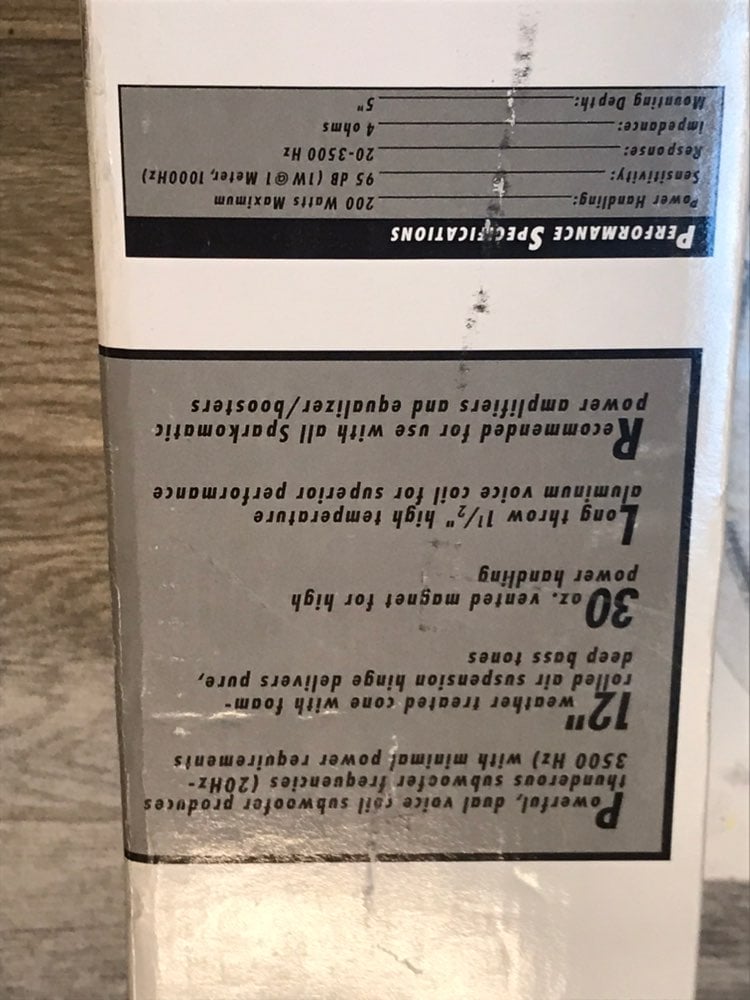 Powerful, dual voice coil subwoofer produces
thunderous subwoofer frequencies (20Hz-
3500 Hz) with minimal power requirements
12" weather treated cone with foam-
rolled air suspension hinge delivers pure,
deep bass tones
30 oz. vented magnet for high
power handling
Long throw 1 1/2" high temperature
aluminum voice coil for superior performance
Recommended for use with all Sparkomatic
power amplifiers and equalizer/boosters
PERFORMANCE SPECIFICATIONS
Power Handling: 200 Watts Maximum
Sensitivity: 95 dB (1W@1 Meter, 1000Hz)
Response: 20-3500 Hz
Impedance: 4 ohms
Mounting Depth: 5"